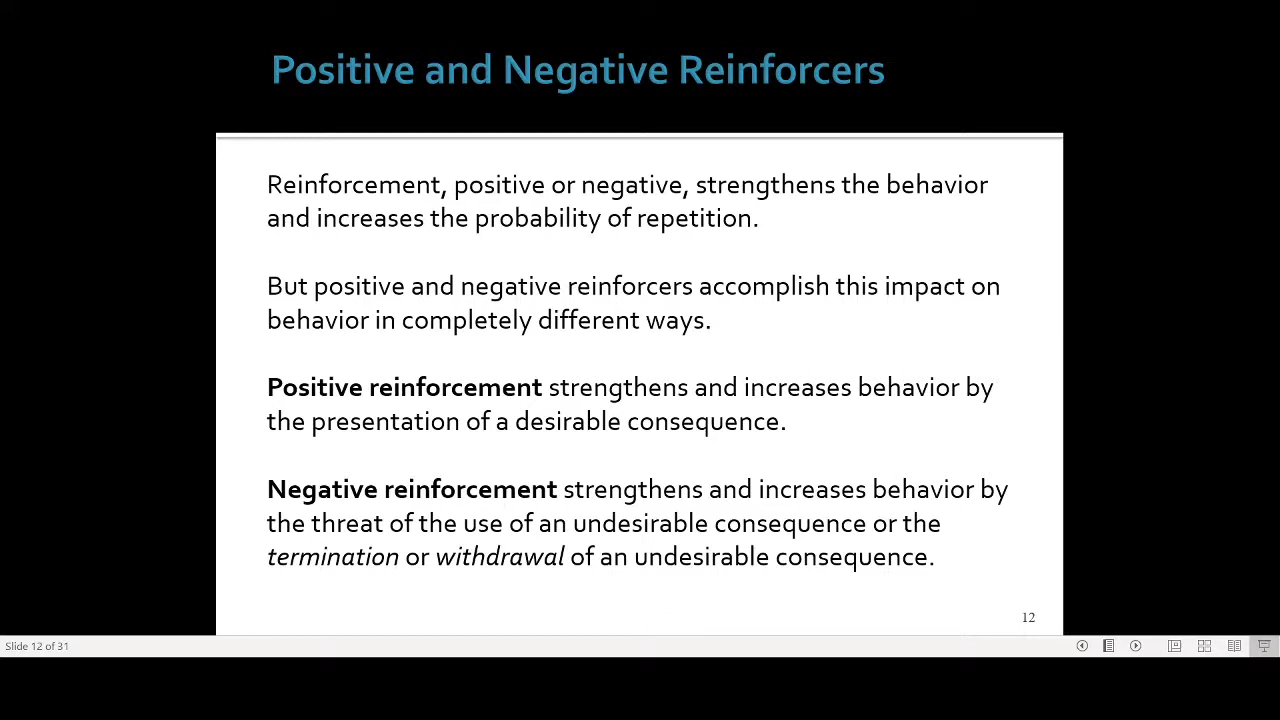 Positive and Negative Reinforcers
Reinforcement, positive or negative, strengthens the behavior
and increases the probability of repetition.
But positive and negative reinforcers accomplish this impact on
behavior in completely different ways.
Positive reinforcement strengthens and increases behavior by
the presentation of a desirable consequence.
Negative reinforcement strengthens and increases behavior by
the threat of the use of an undesirable consequence or the
termination or withdrawal of an undesirable consequence.
12
Slide 12 of 31